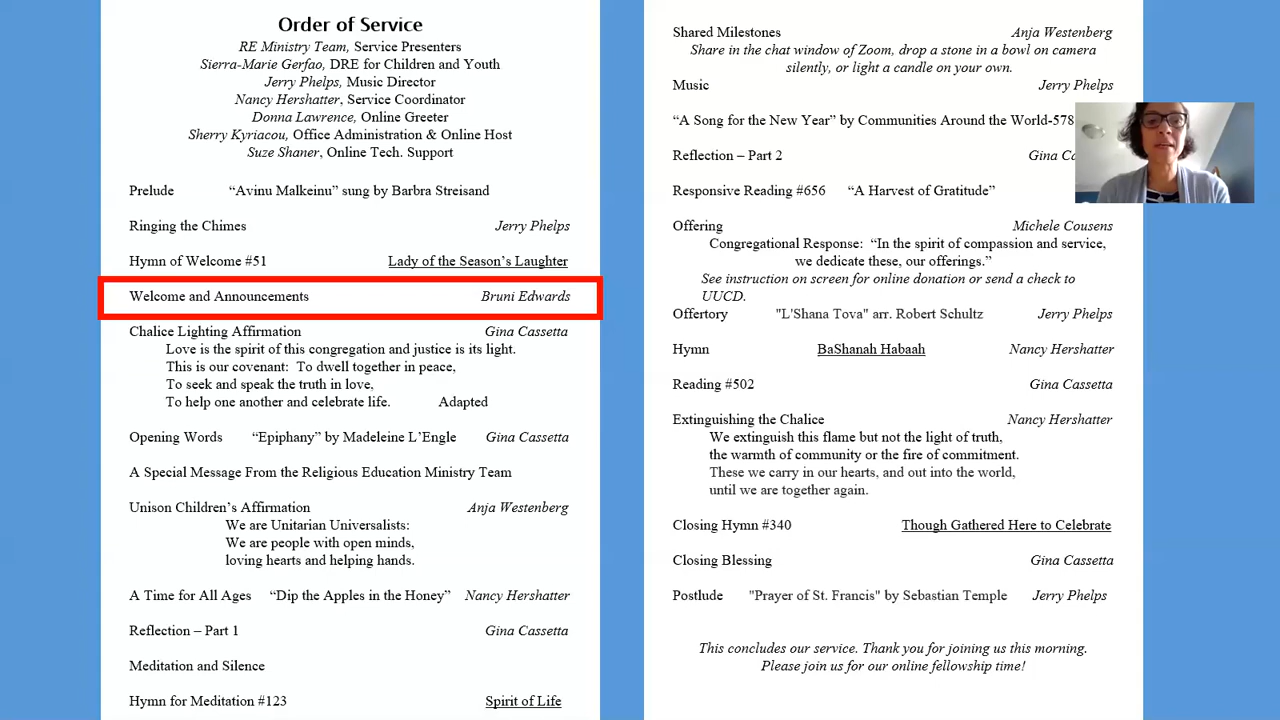 Order of Service
RE Ministry Team, Service Presenters
Sierra-Marie Gerfao, DRE for Children and Youth
Jerry Phelps, Music Director
Nancy Hershatter, Service Coordinator
Donna Lawrence, Online Greeter
Sherry Kyriacou, Office Administration & Online Host
Suze Shaner, Online Tech. Support
Prelude “Avinu Malkeinu” sung by Barbra Streisand
Ringing the Chimes Jerry Phelps
Hymn of Welcome #51 Lady of the Season’s Laughter
Welcome and Announcements Bruni Edwards
Chalice Lighting Affirmation Gina Cassetta
Love is the spirit of this congregation and justice is its light.
This is our covenant: To dwell together in peace,
To seek and speak the truth in love,
To help one another and celebrate life. Adapted
Opening Words “Epiphany” by Madeleine L’Engle Gina Cassetta
A Special Message From the Religious Education Ministry Team
Unison Children’s Affirmation Anja Westenberg
We are Unitarian Universalists:
We are people with open minds,
loving hearts and helping hands.
A Time for All Ages “Dip the Apples in the Honey” Nancy Hershatter
Reflection – Part 1 Gina Cassetta
Meditation and Silence
Hymn for Meditation #123 Spirit of Life
Shared Milestones Anja Westenberg
Share in the chat window of Zoom, drop a stone in a bowl on camera
silently, or light a candle on your own.
Music Jerry Phelps
“A Song for the New Year” by Communities Around the World-578
Reflection – Part 2 Gina
Responsive Reading #656 “A Harvest of Gratitude”
Offering Michele Cousens
Congregational Response: “In the spirit of compassion and service,
we dedicate these, our offerings.”
See instruction on screen for online donation or send a check to
UUCD.
Offertory "L'Shana Tova" arr. Robert Schultz Jerry Phelps
Hymn BaShanah Habaah Nancy Hershatter
Reading #502 Gina Cassetta
Extinguishing the Chalice Nancy Hershatter
We extinguish this flame but not the light of truth,
the warmth of community or the fire of commitment.
These we carry in our hearts, and out into the world,
until we are together again.
Closing Hymn #340 Though Gathered Here to Celebrate
Closing Blessing Gina Cassetta
Postlude "Prayer of St. Francis" by Sebastian Temple Jerry Phelps
This concludes our service. Thank you for joining us this morning.
Please join us for our online fellowship time!